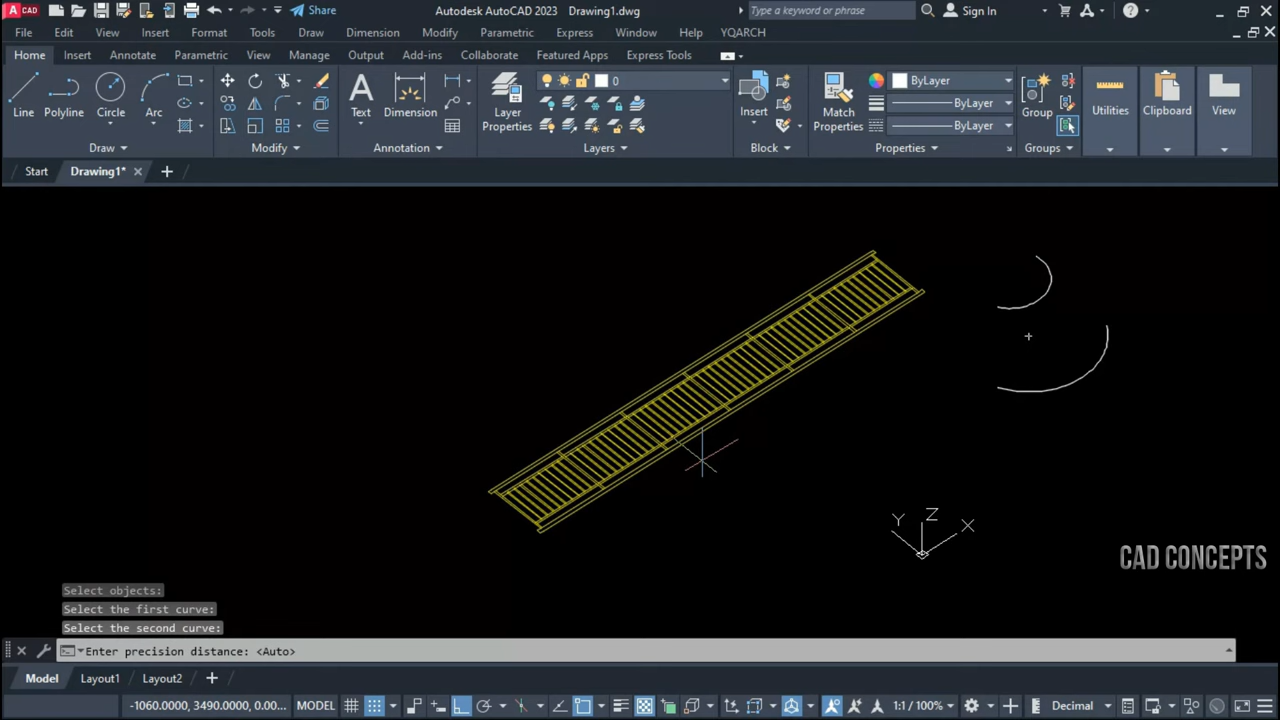 CAD
Share
Autodesk AutoCAD 2023 Drawing1.dwg
Type a keyword or phrase
Sign In
File Edit View Insert Format Tools Draw Dimension Modify Parametric Express Window Help YQARCH
Home Insert Annotate Parametric View Manage Output Add-ins Collaborate Featured Apps Express Tools
Line Polyline Circle Arc
Draw
Modify
Text Dimension
Annotation
Layer
Properties
0
Layers
Insert
Block
Match
Properties
ByLayer
ByLayer
ByLayer
Properties
Group
Groups
Utilities
Clipboard
View
Start Drawing1*
Y Z X
CAD CONCEPTS
Select objects:
Select the first curve:
Select the second curve:
Enter precision distance: <Auto>
Model Layout1 Layout2
-1060.0000, 3490.0000, 0.00...
MODEL
1:1 / 100%
Decimal